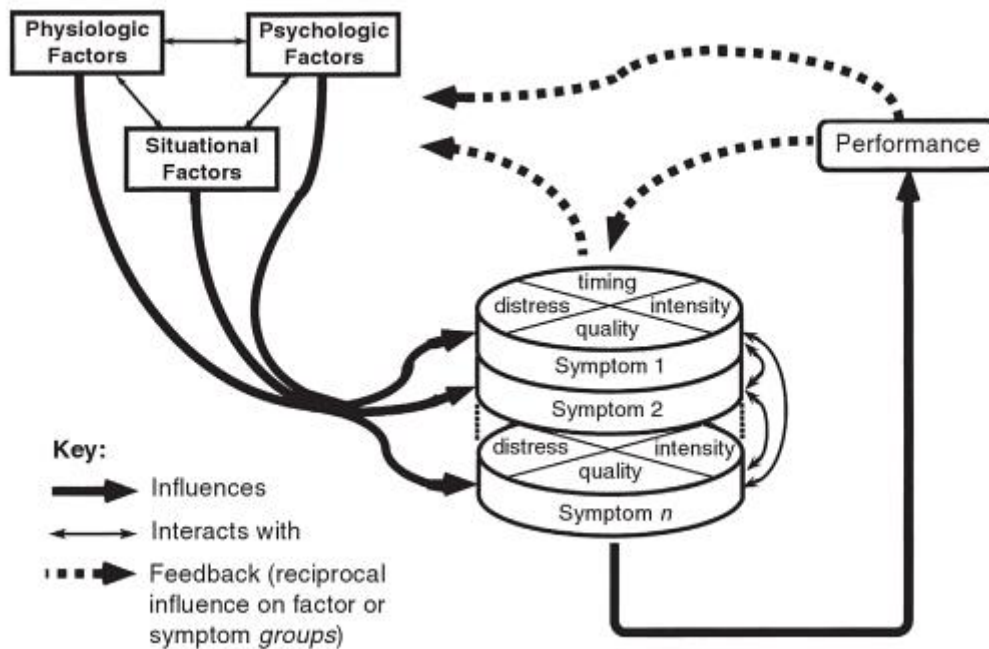 Physiologic
Factors
Psychologic
Factors
Situational
Factors
Performance
timing
distress
intensity
quality
Symptom 1
Symptom 2
distress
intensity
quality
Symptom n
Key:
Influences
Interacts with
Feedback (reciprocal
influence on factor or
symptom groups)